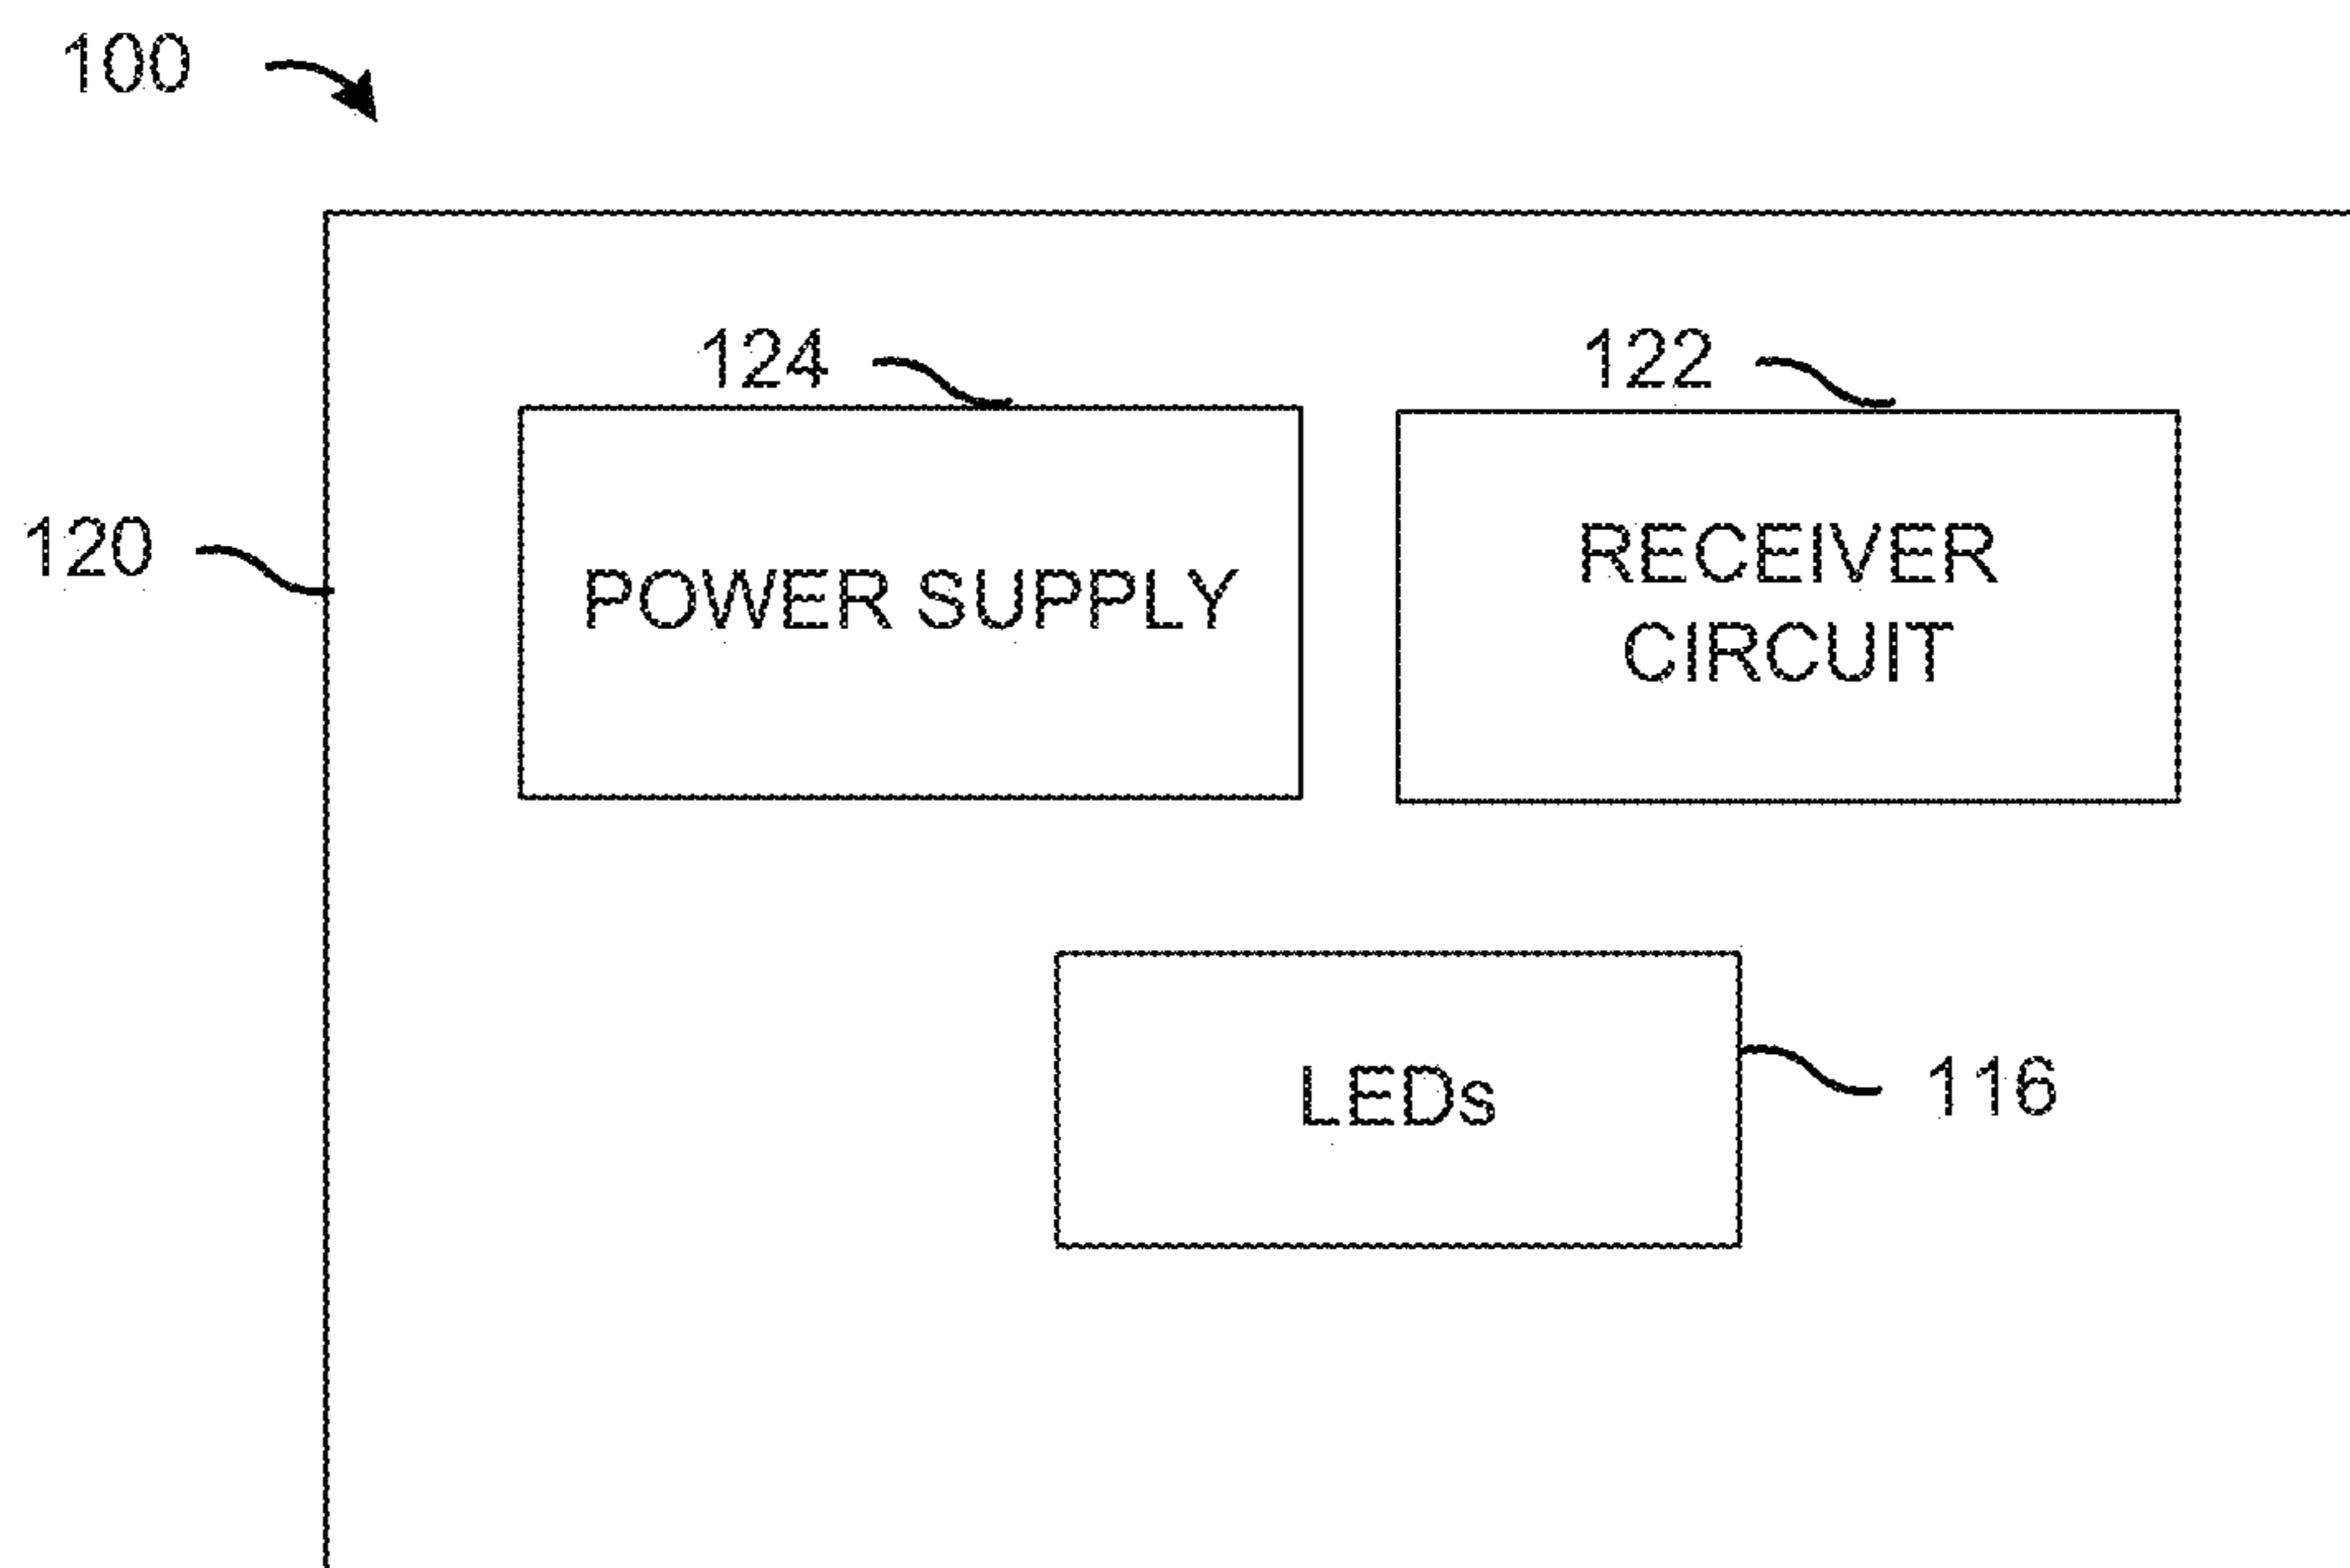 100
124
122
120
POWER SUPPLY
RECEIVER
CIRCUIT
LEDs
116